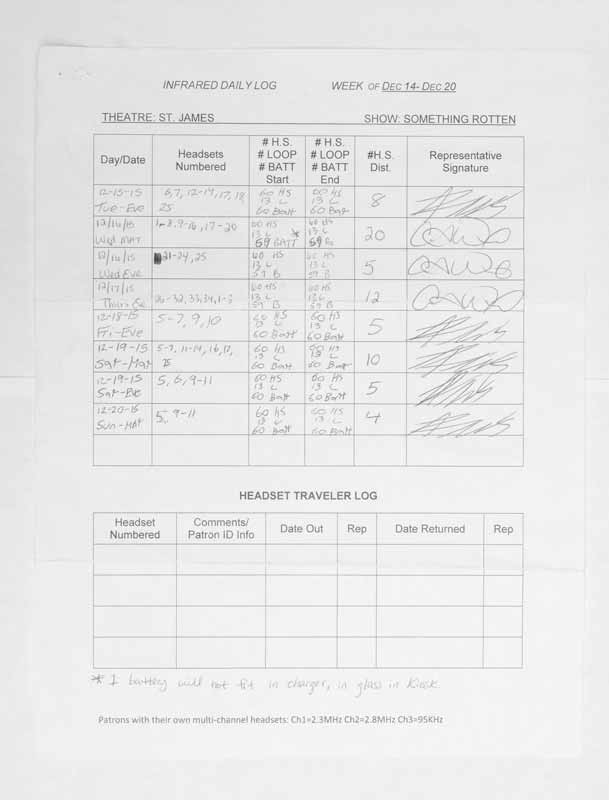 INFRARED DAILY LOG WEEK OF DEC 14- DEC 20
THEATRE: ST. JAMES SHOW: SOMETHING ROTTEN
Day/Date Headsets Numbered # H.S. # LOOP # BATT Start # H.S. # LOOP # BATT End #H.S. Dist. Representative Signature
12-15-15 6,7, 12-14, 17, 18, 60 HS 60 HS 8
Tue-Eve 25 13 L 13 L
60 Batt 60 Bat
12/16/15 1-8, 9-16, 17-20 60 HS 60 HS 20
Wed MAT 13 L * 13 L
59 BATT 59 Ba
12/16/15 21-24, 25 60 HS 60 HS 5
Wed Eve 13 L 13 L
59 B 59 B
12/17/15 60 HS 60 HS 12
Thurs Eve -32, 33, 34, 1-3 13 L 13 L
59 B 59 B
12-18-15 5-7, 9, 10 60 HS 60 HS 5
Fri-Eve 13 L 13 L
60 Batt 60 Batt
12-19-15 5-7, 11-14, 16, 17, 60 HS 60 HS 10
Sat-Mat 13 L 13 L
60 Batt 60 Batt
12-19-15 5, 6, 9-11 60 HS 60 HS 5
Sat-Eve 13 L 13 L
60 Batt 60 Batt
12-20-15 5, 9-11 60 HS 60 HS 4
Sun-MAT 13 L 13 L
60 Batt 60 Batt
HEADSET TRAVELER LOG
Headset Numbered Comments/ Patron ID Info Date Out Rep Date Returned Rep
* 1 battery will not fit in charger, in glass in Kiosk.
Patrons with their own multi-channel headsets: Ch1=2.3MHz Ch2=2.8MHz Ch3=95KHz